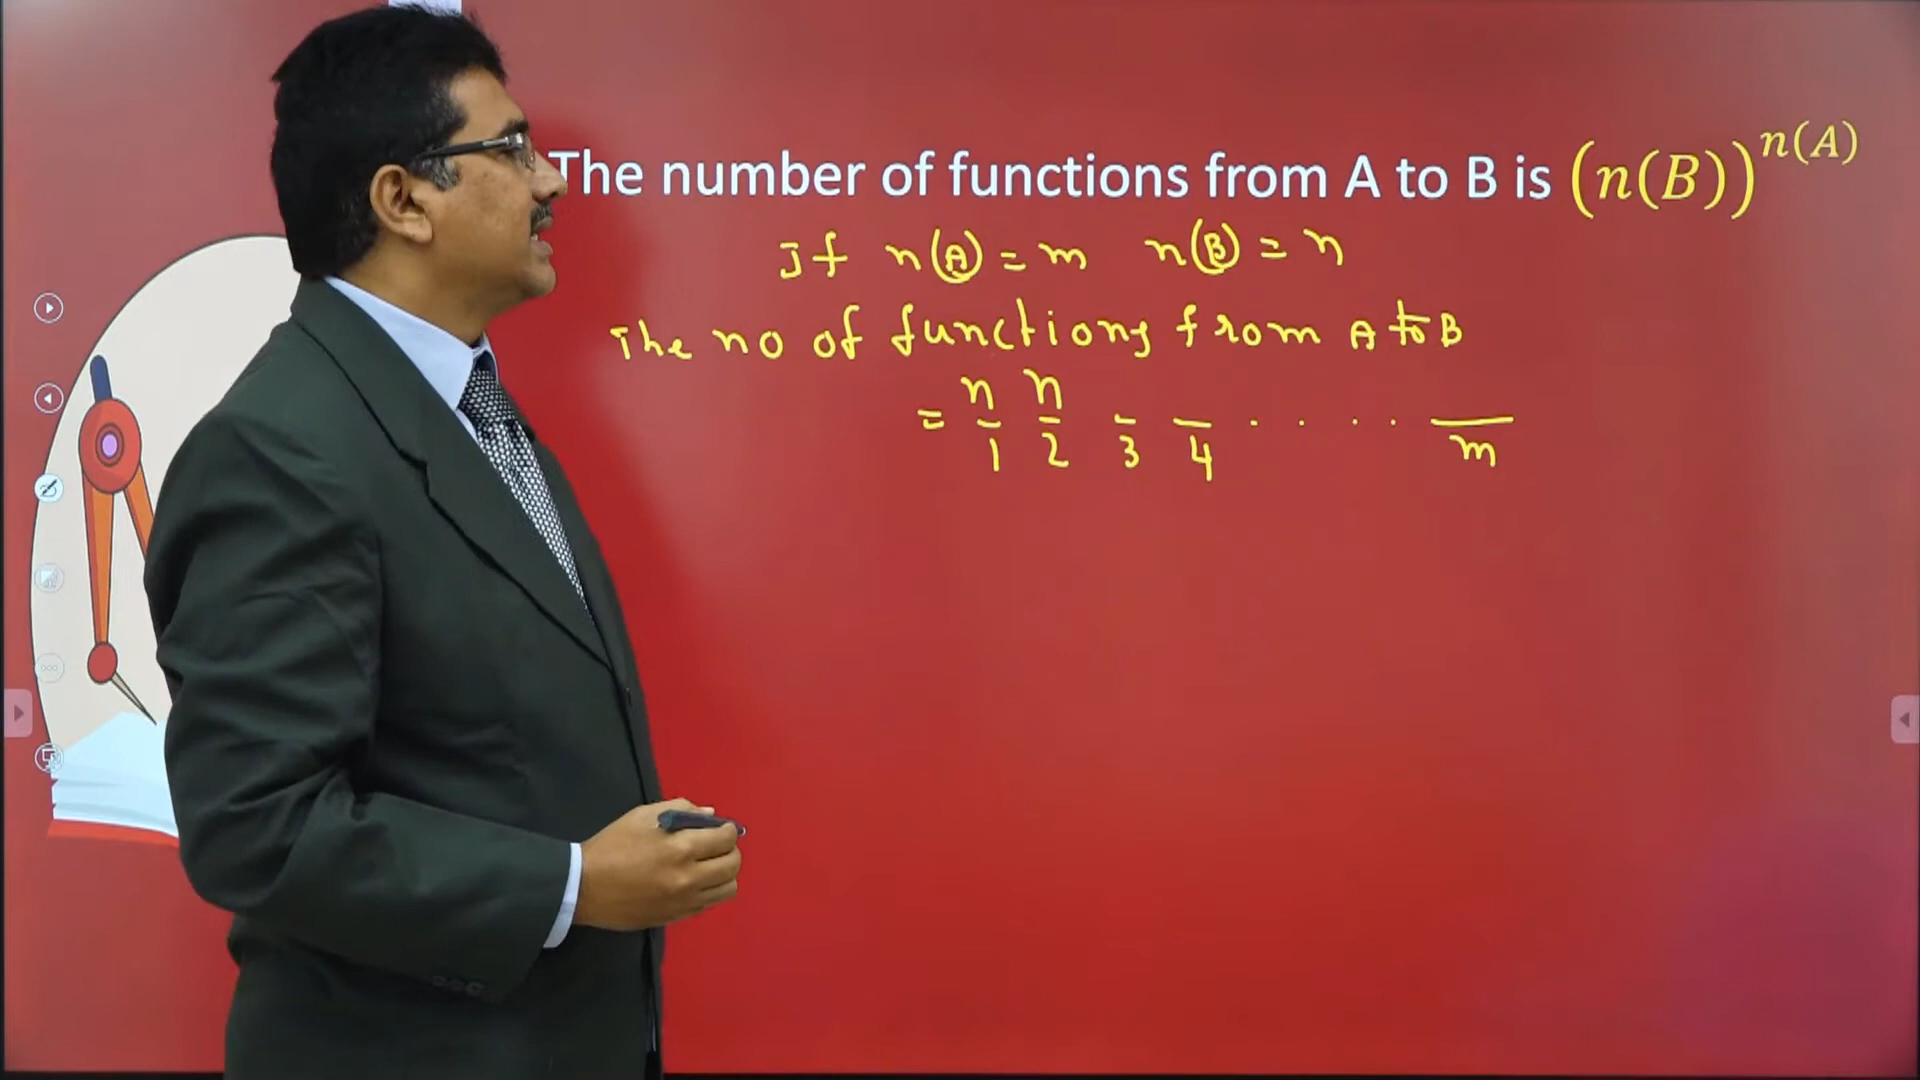 The number of functions from A to B is (n(B))^n(A)
If n(A) = m n(B) = n
The no of functions from A to B
= n n
1 2 3 4 . . . . m